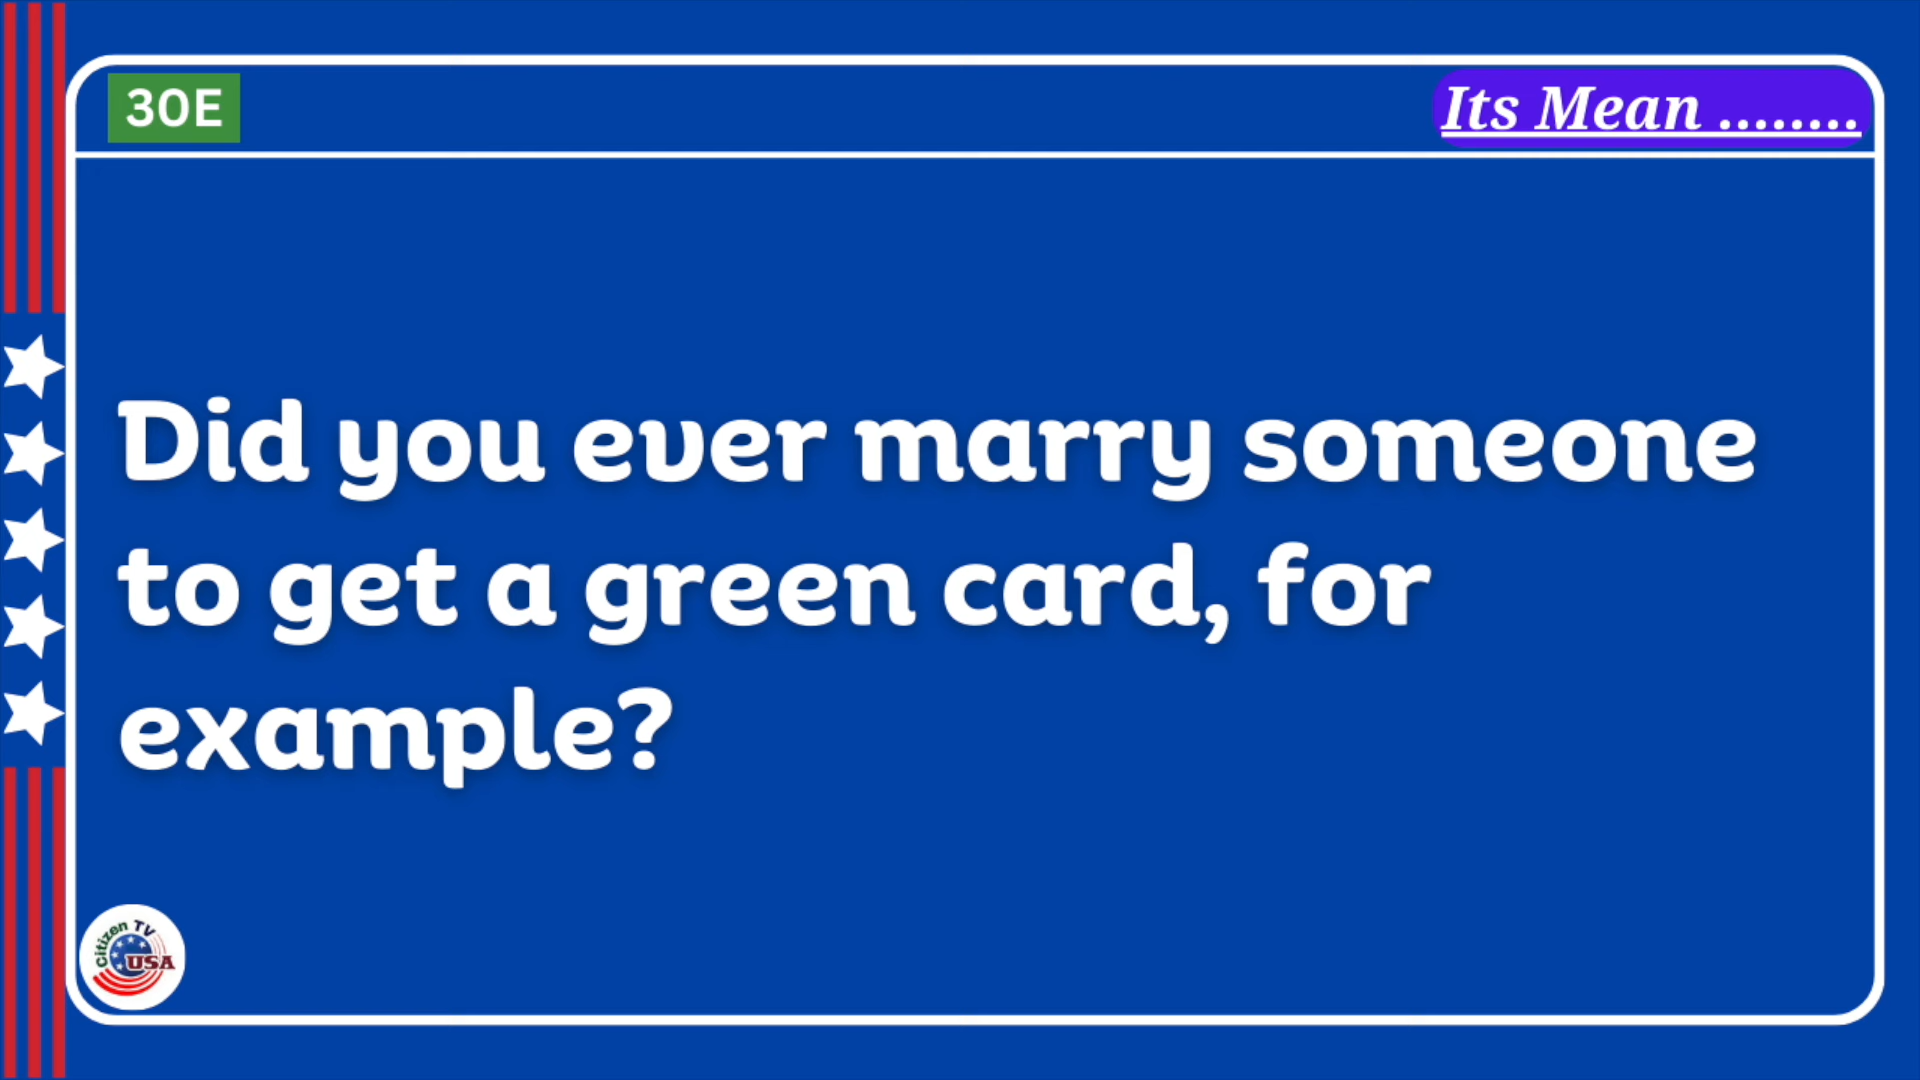 30E
Its Mean ........
Did you ever marry someone
to get a green card, for
example?
Citizen TV
USA